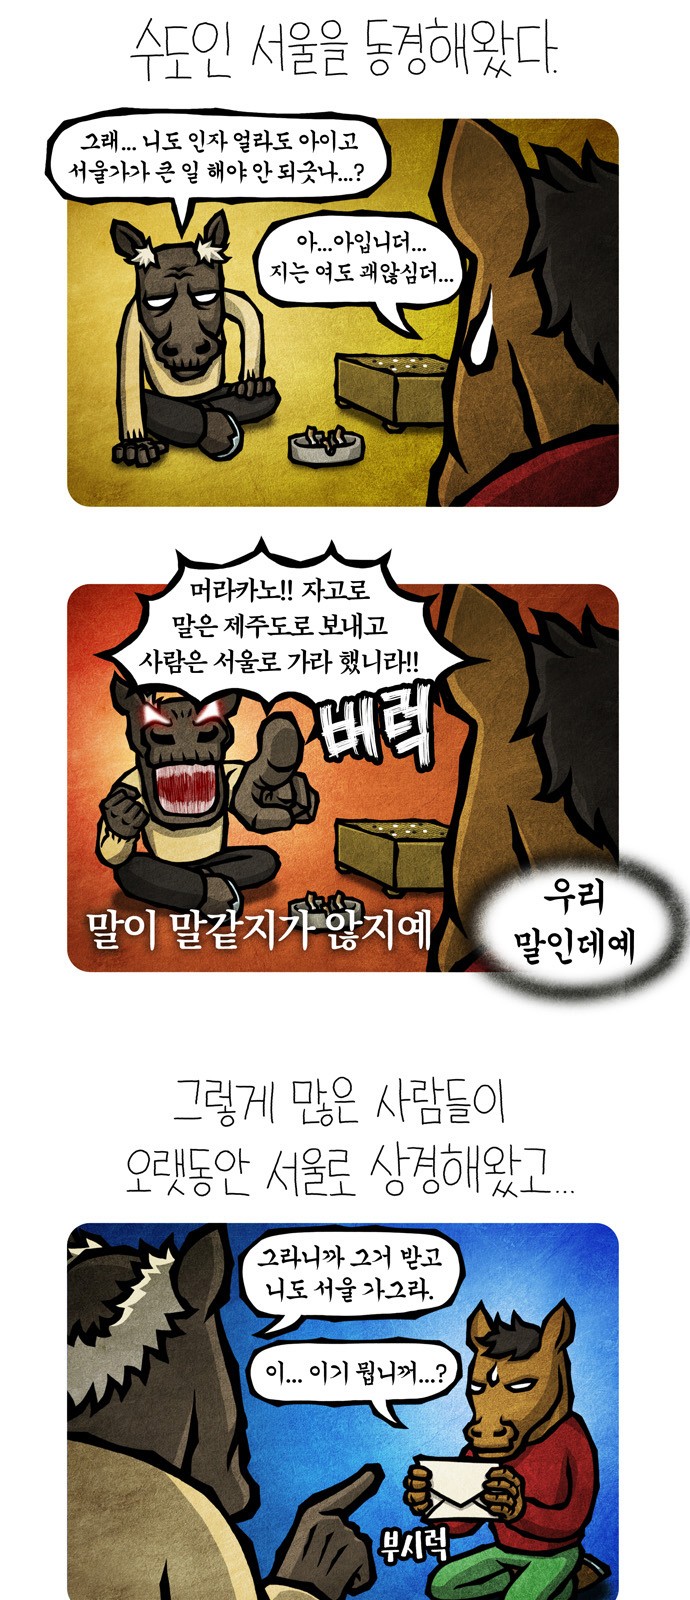 수도인 서울을 동경해왔다.
그래... 니도 인자 얼라도 아이고
서울가가 큰 일 해야 안 되긋나...?
아...아입니더...
지는 여도 괘않심더...
머라카노!! 자고로
말은 제주도로 보내고
사람은 서울로 가라 했니라!!
버럭
말이 말같지가 않지예
우리
말인데예
그렇게 많은 사람들이
오랫동안 서울로 상경해왔고...
그라니까 그거 받고
니도 서울 가그라.
이... 이기 뭡니꺼...?
부시럭